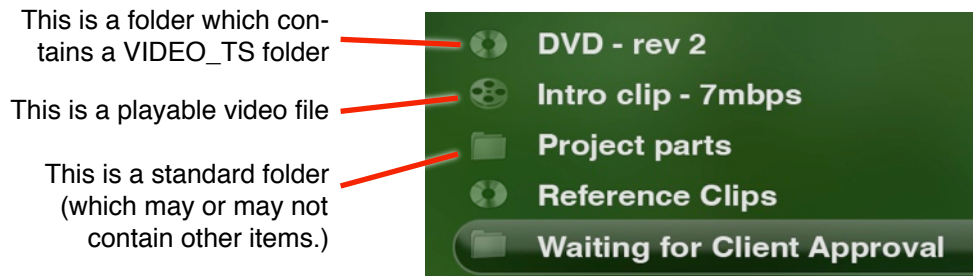 This is a folder which con-
tains a VIDEO_TS folder
This is a playable video file
This is a standard folder
(which may or may not
contain other items.)
DVD - rev 2
Intro clip - 7mbps
Project parts
Reference Clips
Waiting for Client Approval